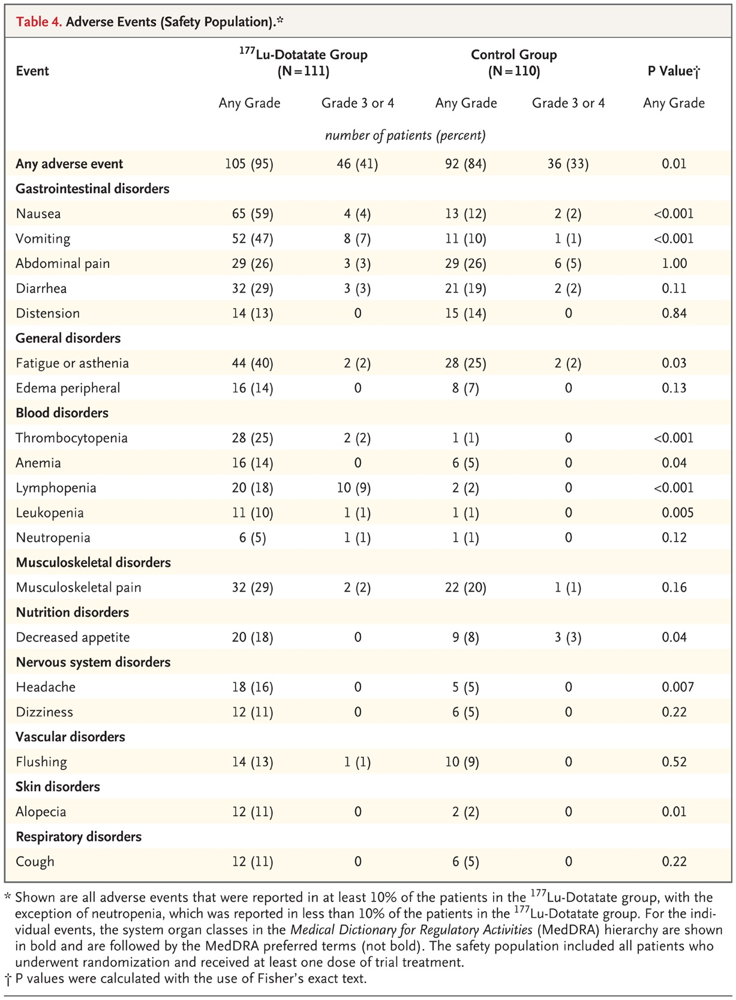 Table 4. Adverse Events (Safety Population).*
Event ¹⁷⁷Lu-Dotatate Group (N=111) Control Group (N=110) P Value†
Any Grade Grade 3 or 4 Any Grade Grade 3 or 4 Any Grade
number of patients (percent)
Any adverse event 105 (95) 46 (41) 92 (84) 36 (33) 0.01
Gastrointestinal disorders
Nausea 65 (59) 4 (4) 13 (12) 2 (2) <0.001
Vomiting 52 (47) 8 (7) 11 (10) 1 (1) <0.001
Abdominal pain 29 (26) 3 (3) 29 (26) 6 (5) 1.00
Diarrhea 32 (29) 3 (3) 21 (19) 2 (2) 0.11
Distension 14 (13) 0 15 (14) 0 0.84
General disorders
Fatigue or asthenia 44 (40) 2 (2) 28 (25) 2 (2) 0.03
Edema peripheral 16 (14) 0 8 (7) 0 0.13
Blood disorders
Thrombocytopenia 28 (25) 2 (2) 1 (1) 0 <0.001
Anemia 16 (14) 0 6 (5) 0 0.04
Lymphopenia 20 (18) 10 (9) 2 (2) 0 <0.001
Leukopenia 11 (10) 1 (1) 1 (1) 0 0.005
Neutropenia 6 (5) 1 (1) 1 (1) 0 0.12
Musculoskeletal disorders
Musculoskeletal pain 32 (29) 2 (2) 22 (20) 1 (1) 0.16
Nutrition disorders
Decreased appetite 20 (18) 0 9 (8) 3 (3) 0.04
Nervous system disorders
Headache 18 (16) 0 5 (5) 0 0.007
Dizziness 12 (11) 0 6 (5) 0 0.22
Vascular disorders
Flushing 14 (13) 1 (1) 10 (9) 0 0.52
Skin disorders
Alopecia 12 (11) 0 2 (2) 0 0.01
Respiratory disorders
Cough 12 (11) 0 6 (5) 0 0.22
* Shown are all adverse events that were reported in at least 10% of the patients in the ¹⁷⁷Lu-Dotatate group, with the
exception of neutropenia, which was reported in less than 10% of the patients in the ¹⁷⁷Lu-Dotatate group. For the indi-
vidual events, the system organ classes in the Medical Dictionary for Regulatory Activities (MedDRA) hierarchy are shown
in bold and are followed by the MedDRA preferred terms (not bold). The safety population included all patients who
underwent randomization and received at least one dose of trial treatment.
† P values were calculated with the use of Fisher's exact text.